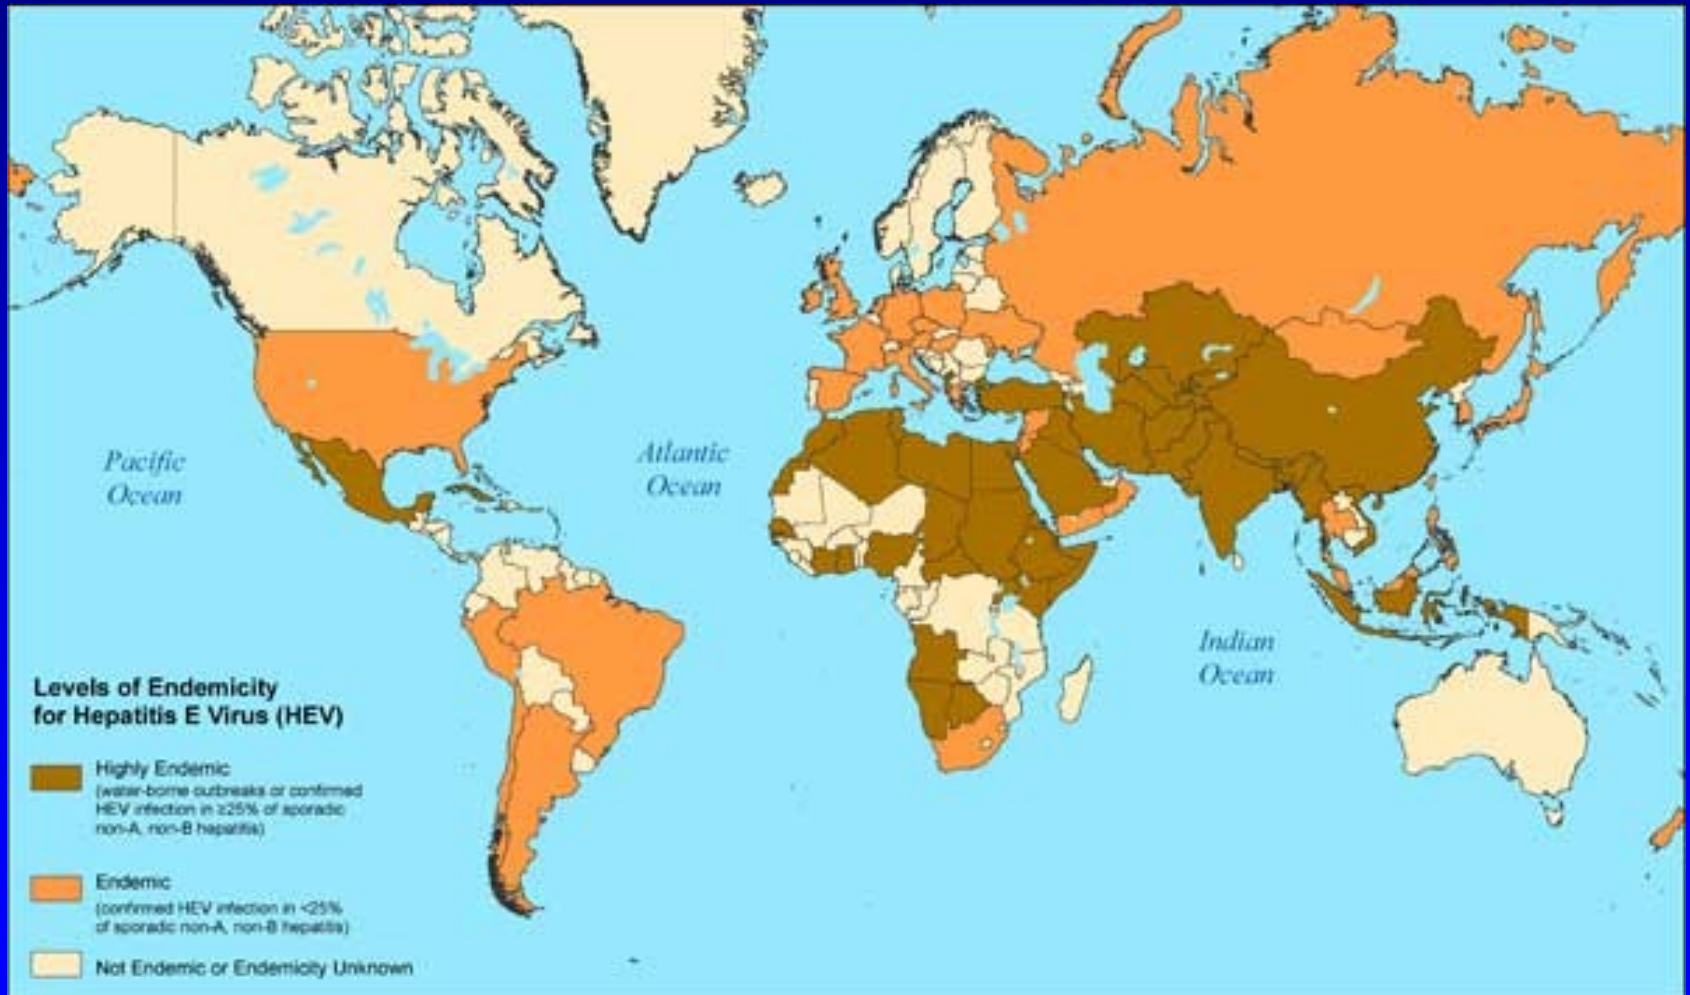 Pacific
Ocean
Atlantic
Ocean
Indian
Ocean
Levels of Endemicity
for Hepatitis E Virus (HEV)
Highly Endemic
(water-borne outbreaks or confirmed
HEV infection in ≥25% of sporadic
non-A, non-B hepatitis)
Endemic
(confirmed HEV infection in <25%
of sporadic non-A, non-B hepatitis)
Not Endemic or Endemicity Unknown